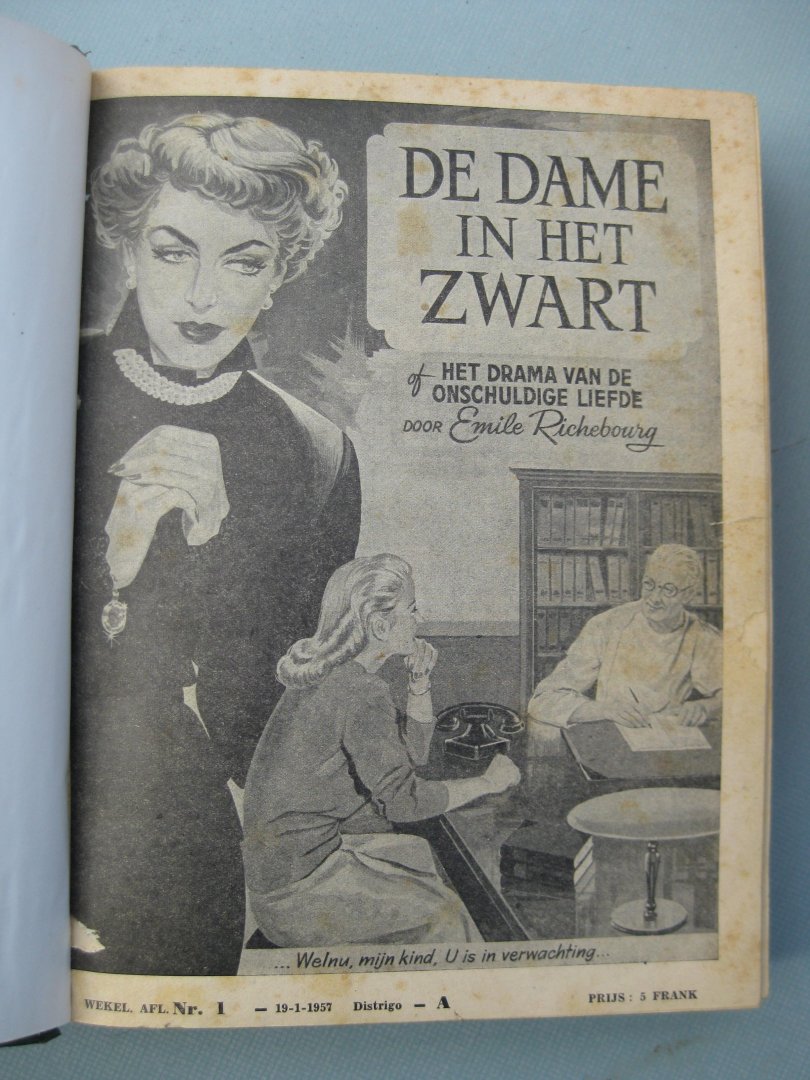 DE DAME
IN HET
ZWART
of HET DRAMA VAN DE
ONSCHULDIGE LIEFDE
DOOR Emile Richebourg
... Welnu, mijn kind, U is in verwachting...
WEKEL. AFL. Nr. 1 — 19-1-1957 Distrigo — A PRIJS : 5 FRANK